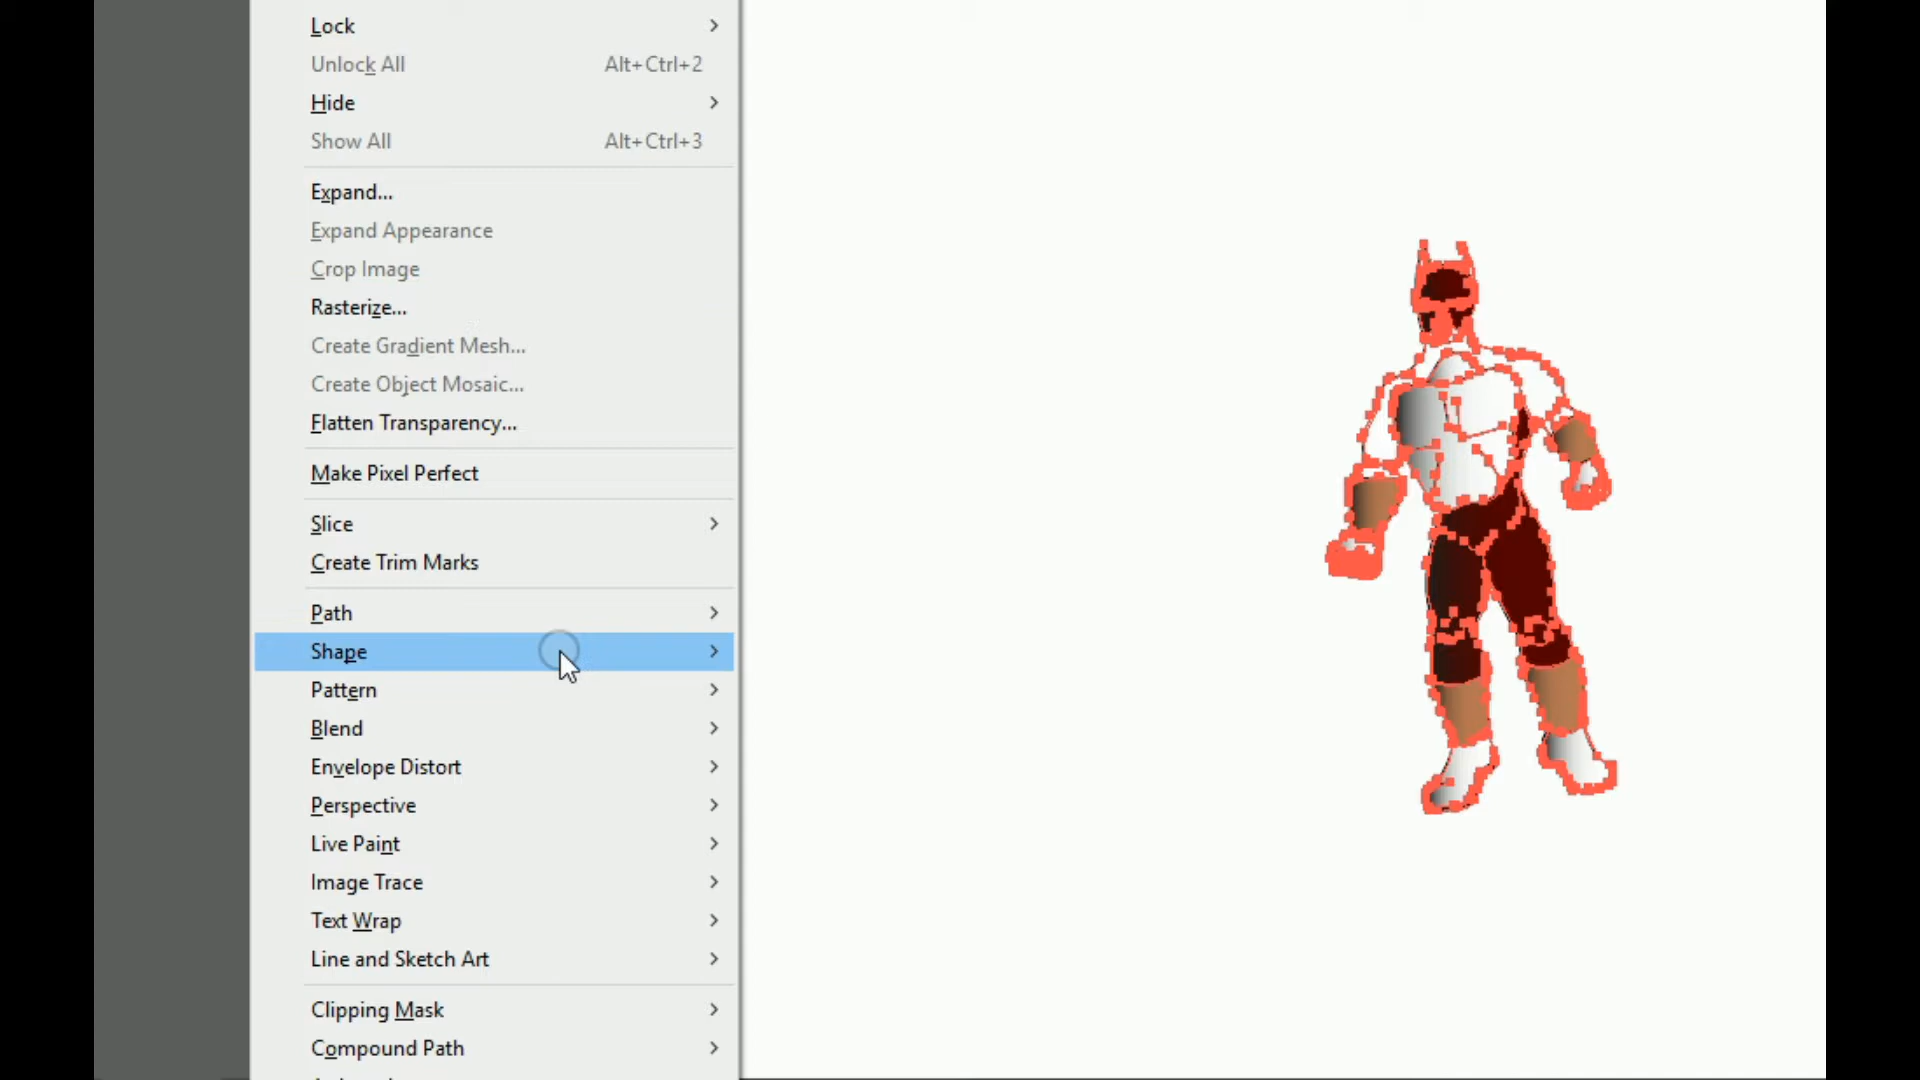 Lock
Unlock All Alt+Ctrl+2
Hide
Show All Alt+Ctrl+3
Expand...
Expand Appearance
Crop Image
Rasterize...
Create Gradient Mesh...
Create Object Mosaic...
Flatten Transparency...
Make Pixel Perfect
Slice
Create Trim Marks
Path
Shape
Pattern
Blend
Envelope Distort
Perspective
Live Paint
Image Trace
Text Wrap
Line and Sketch Art
Clipping Mask
Compound Path